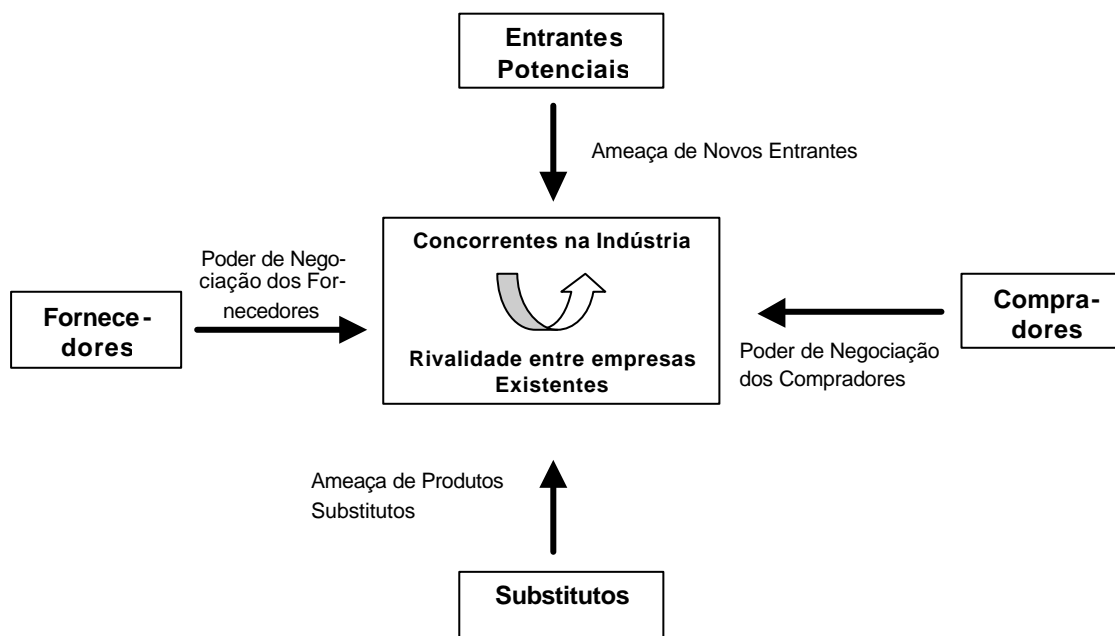 Entrantes
Potenciais
Ameaça de Novos Entrantes
Concorrentes na Indústria
Poder de Nego-
ciação dos For-
necedores
Fornece-
dores
Compra-
dores
Rivalidade entre empresas
Existentes
Poder de Negociação
dos Compradores
Ameaça de Produtos
Substitutos
Substitutos